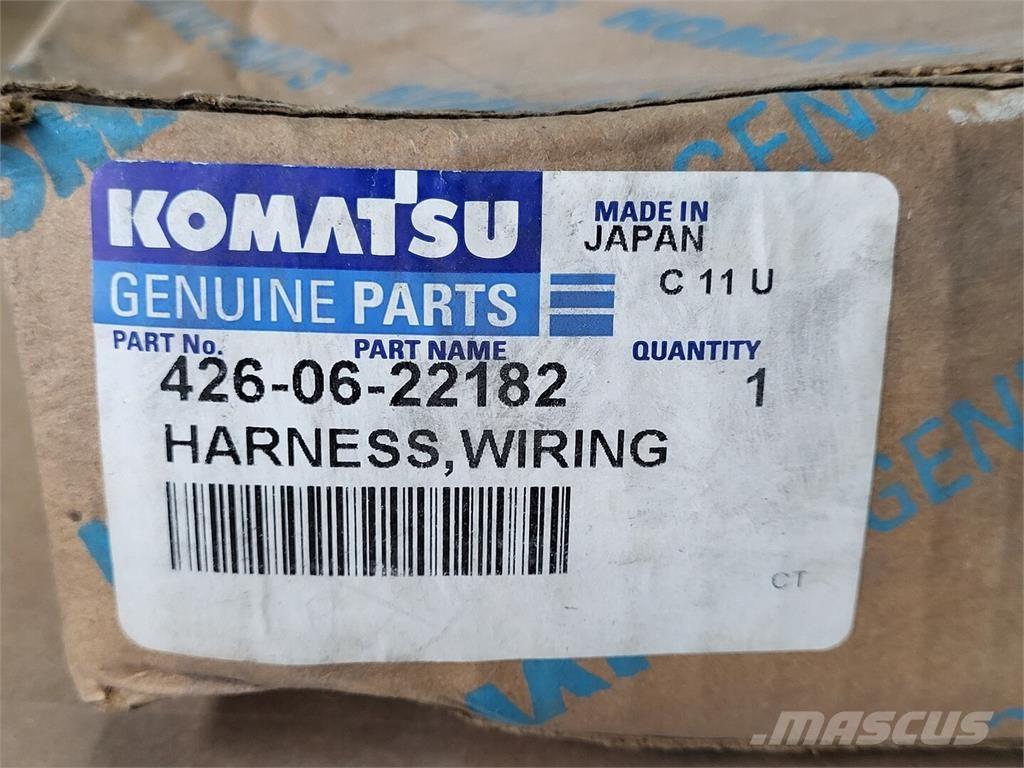 KOMATSU
GENUINE PARTS
MADE IN
JAPAN
C 11 U
PART No. PART NAME QUANTITY
426-06-22182 1
HARNESS,WIRING
CT
GENUI
MASCUS